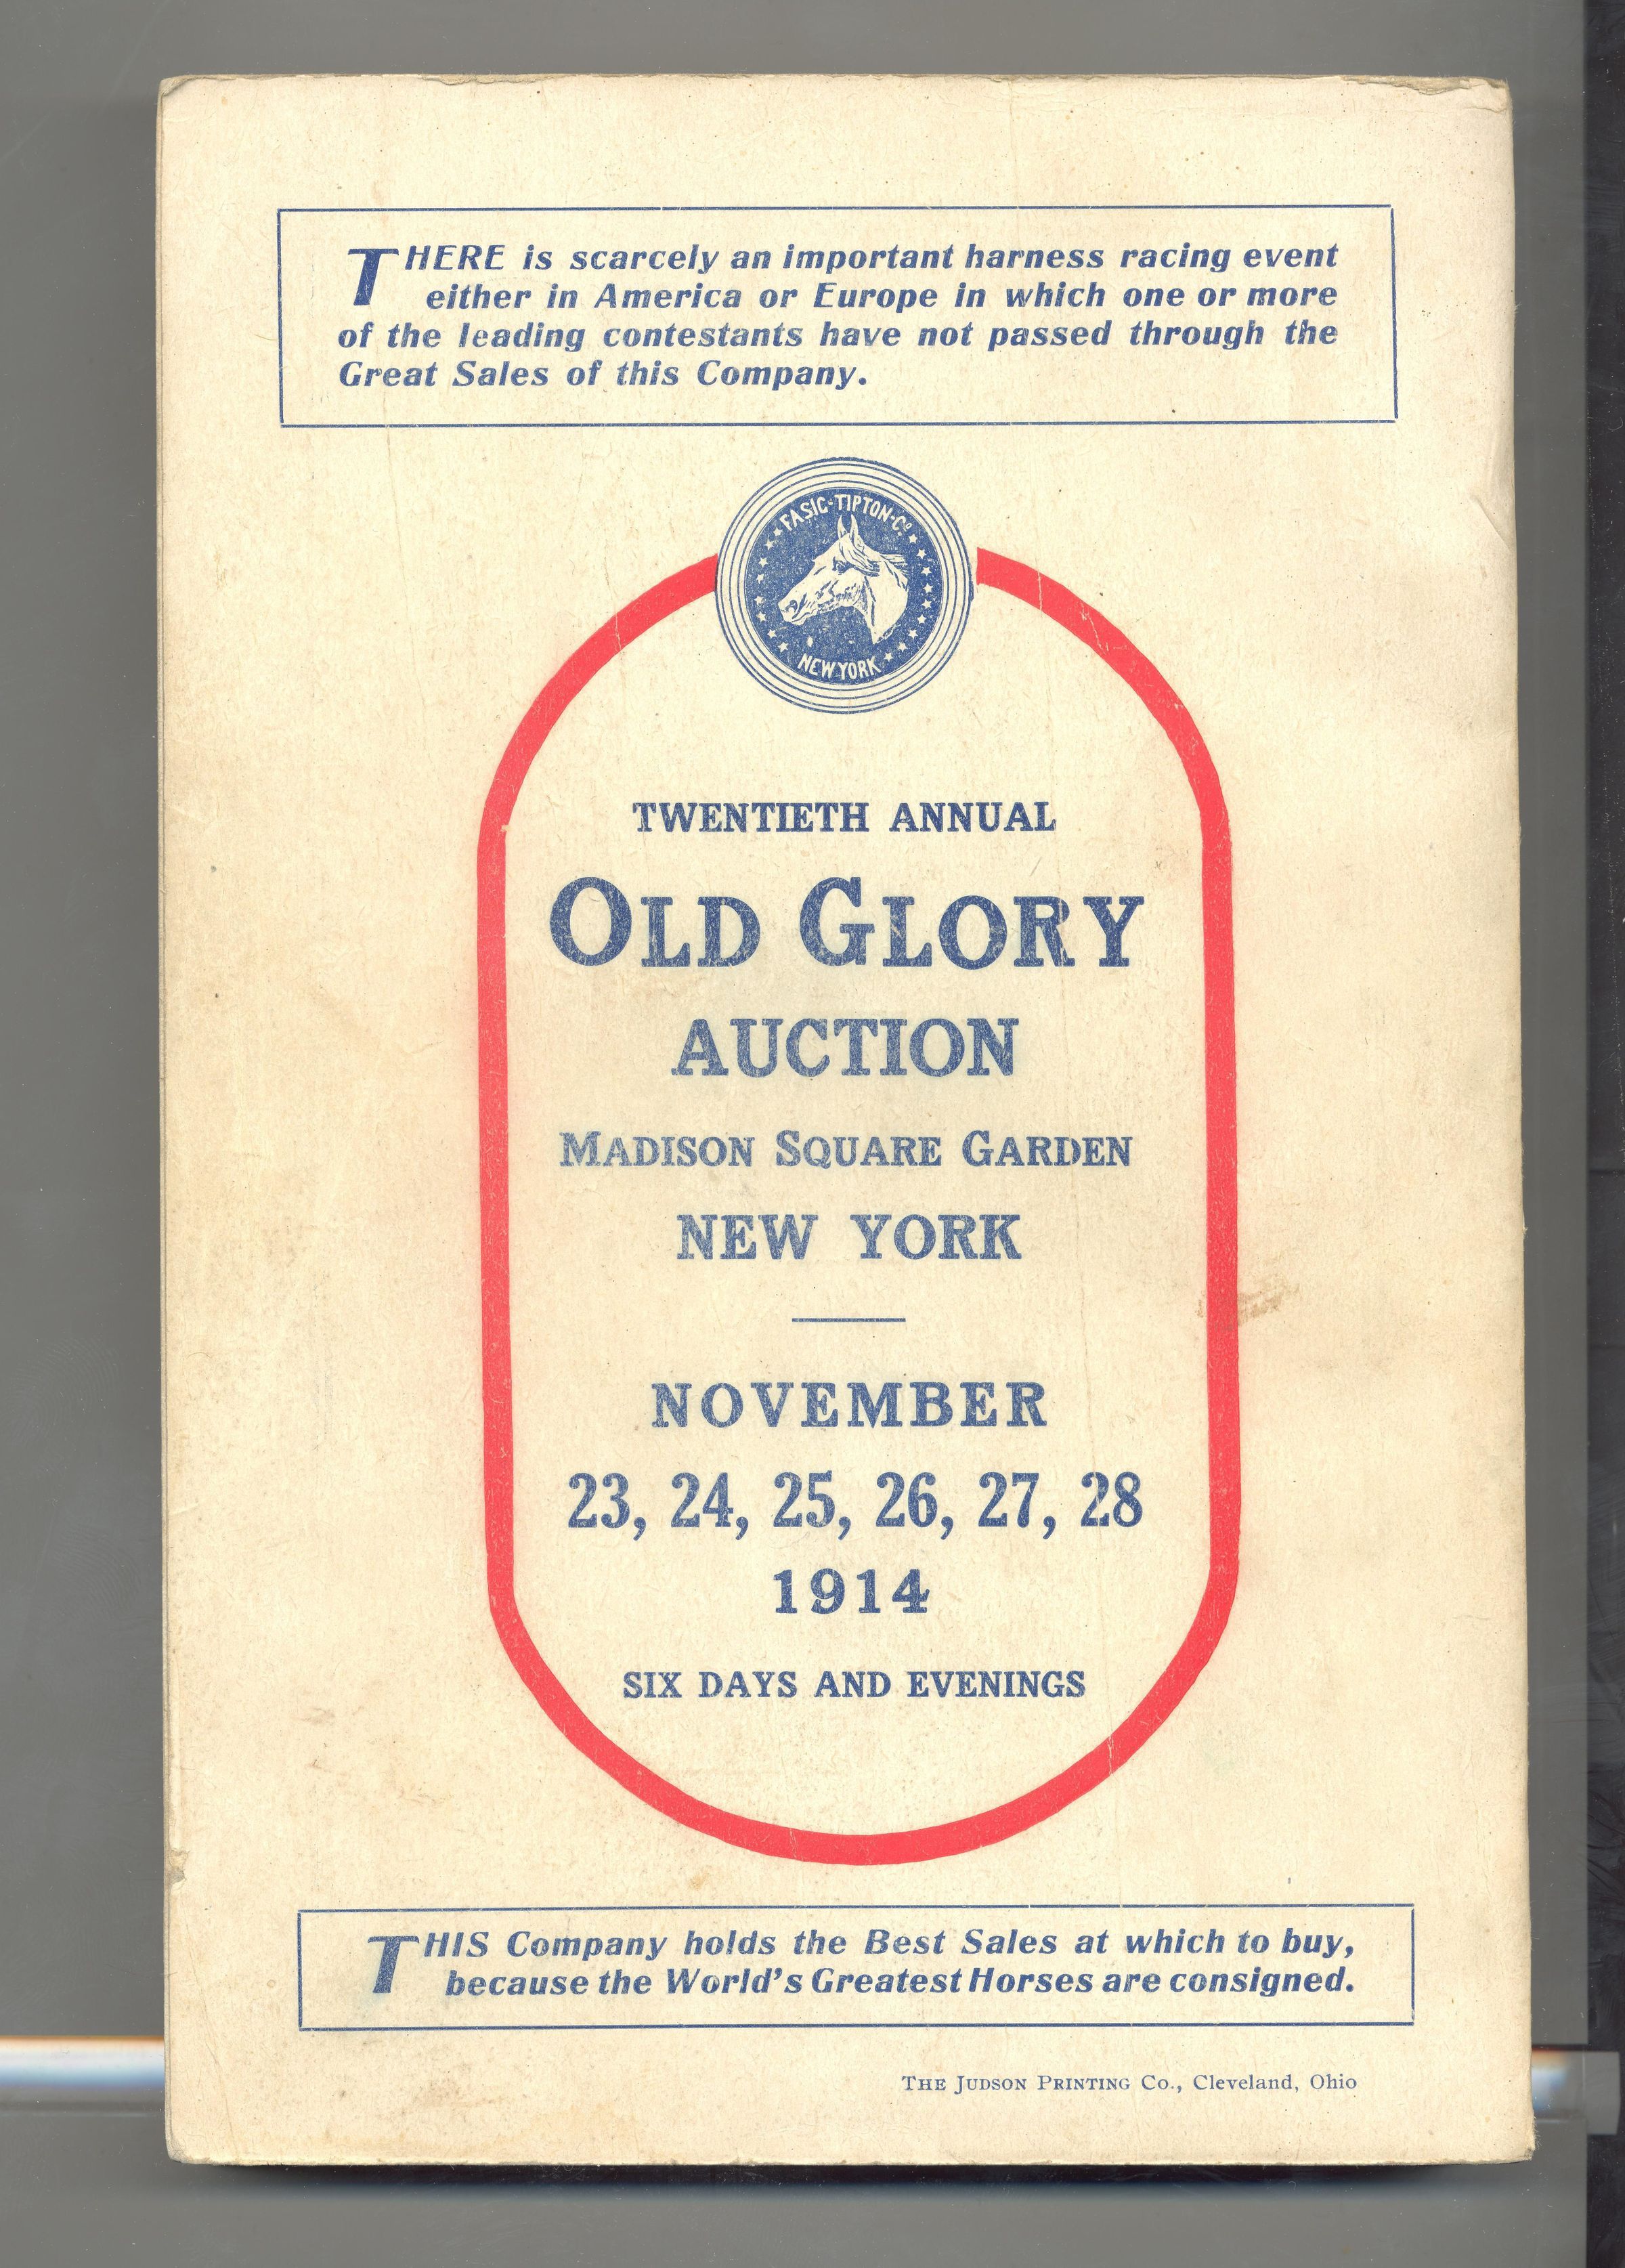 THERE is scarcely an important harness racing event
either in America or Europe in which one or more
of the leading contestants have not passed through the
Great Sales of this Company.
FASIG-TIPTON-Co
NEW YORK
TWENTIETH ANNUAL
OLD GLORY
AUCTION
MADISON SQUARE GARDEN
NEW YORK
NOVEMBER
23, 24, 25, 26, 27, 28
1914
SIX DAYS AND EVENINGS
THIS Company holds the Best Sales at which to buy,
because the World's Greatest Horses are consigned.
THE JUDSON PRINTING CO., Cleveland, Ohio